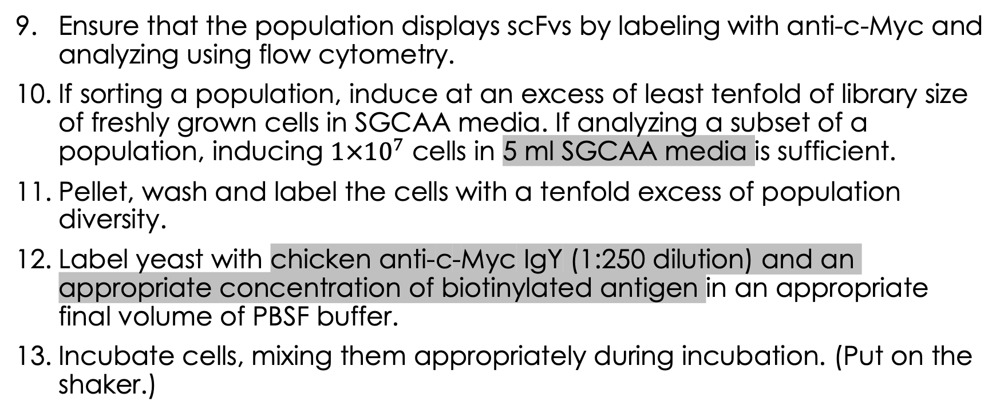 9. Ensure that the population displays scFvs by labeling with anti-c-Myc and
analyzing using flow cytometry.
10. If sorting a population, induce at an excess of least tenfold of library size
of freshly grown cells in SGCAA media. If analyzing a subset of a
population, inducing 1×10⁷ cells in 5 ml SGCAA media is sufficient.
11. Pellet, wash and label the cells with a tenfold excess of population
diversity.
12. Label yeast with chicken anti-c-Myc IgY (1:250 dilution) and an
appropriate concentration of biotinylated antigen in an appropriate
final volume of PBSF buffer.
13. Incubate cells, mixing them appropriately during incubation. (Put on the
shaker.)